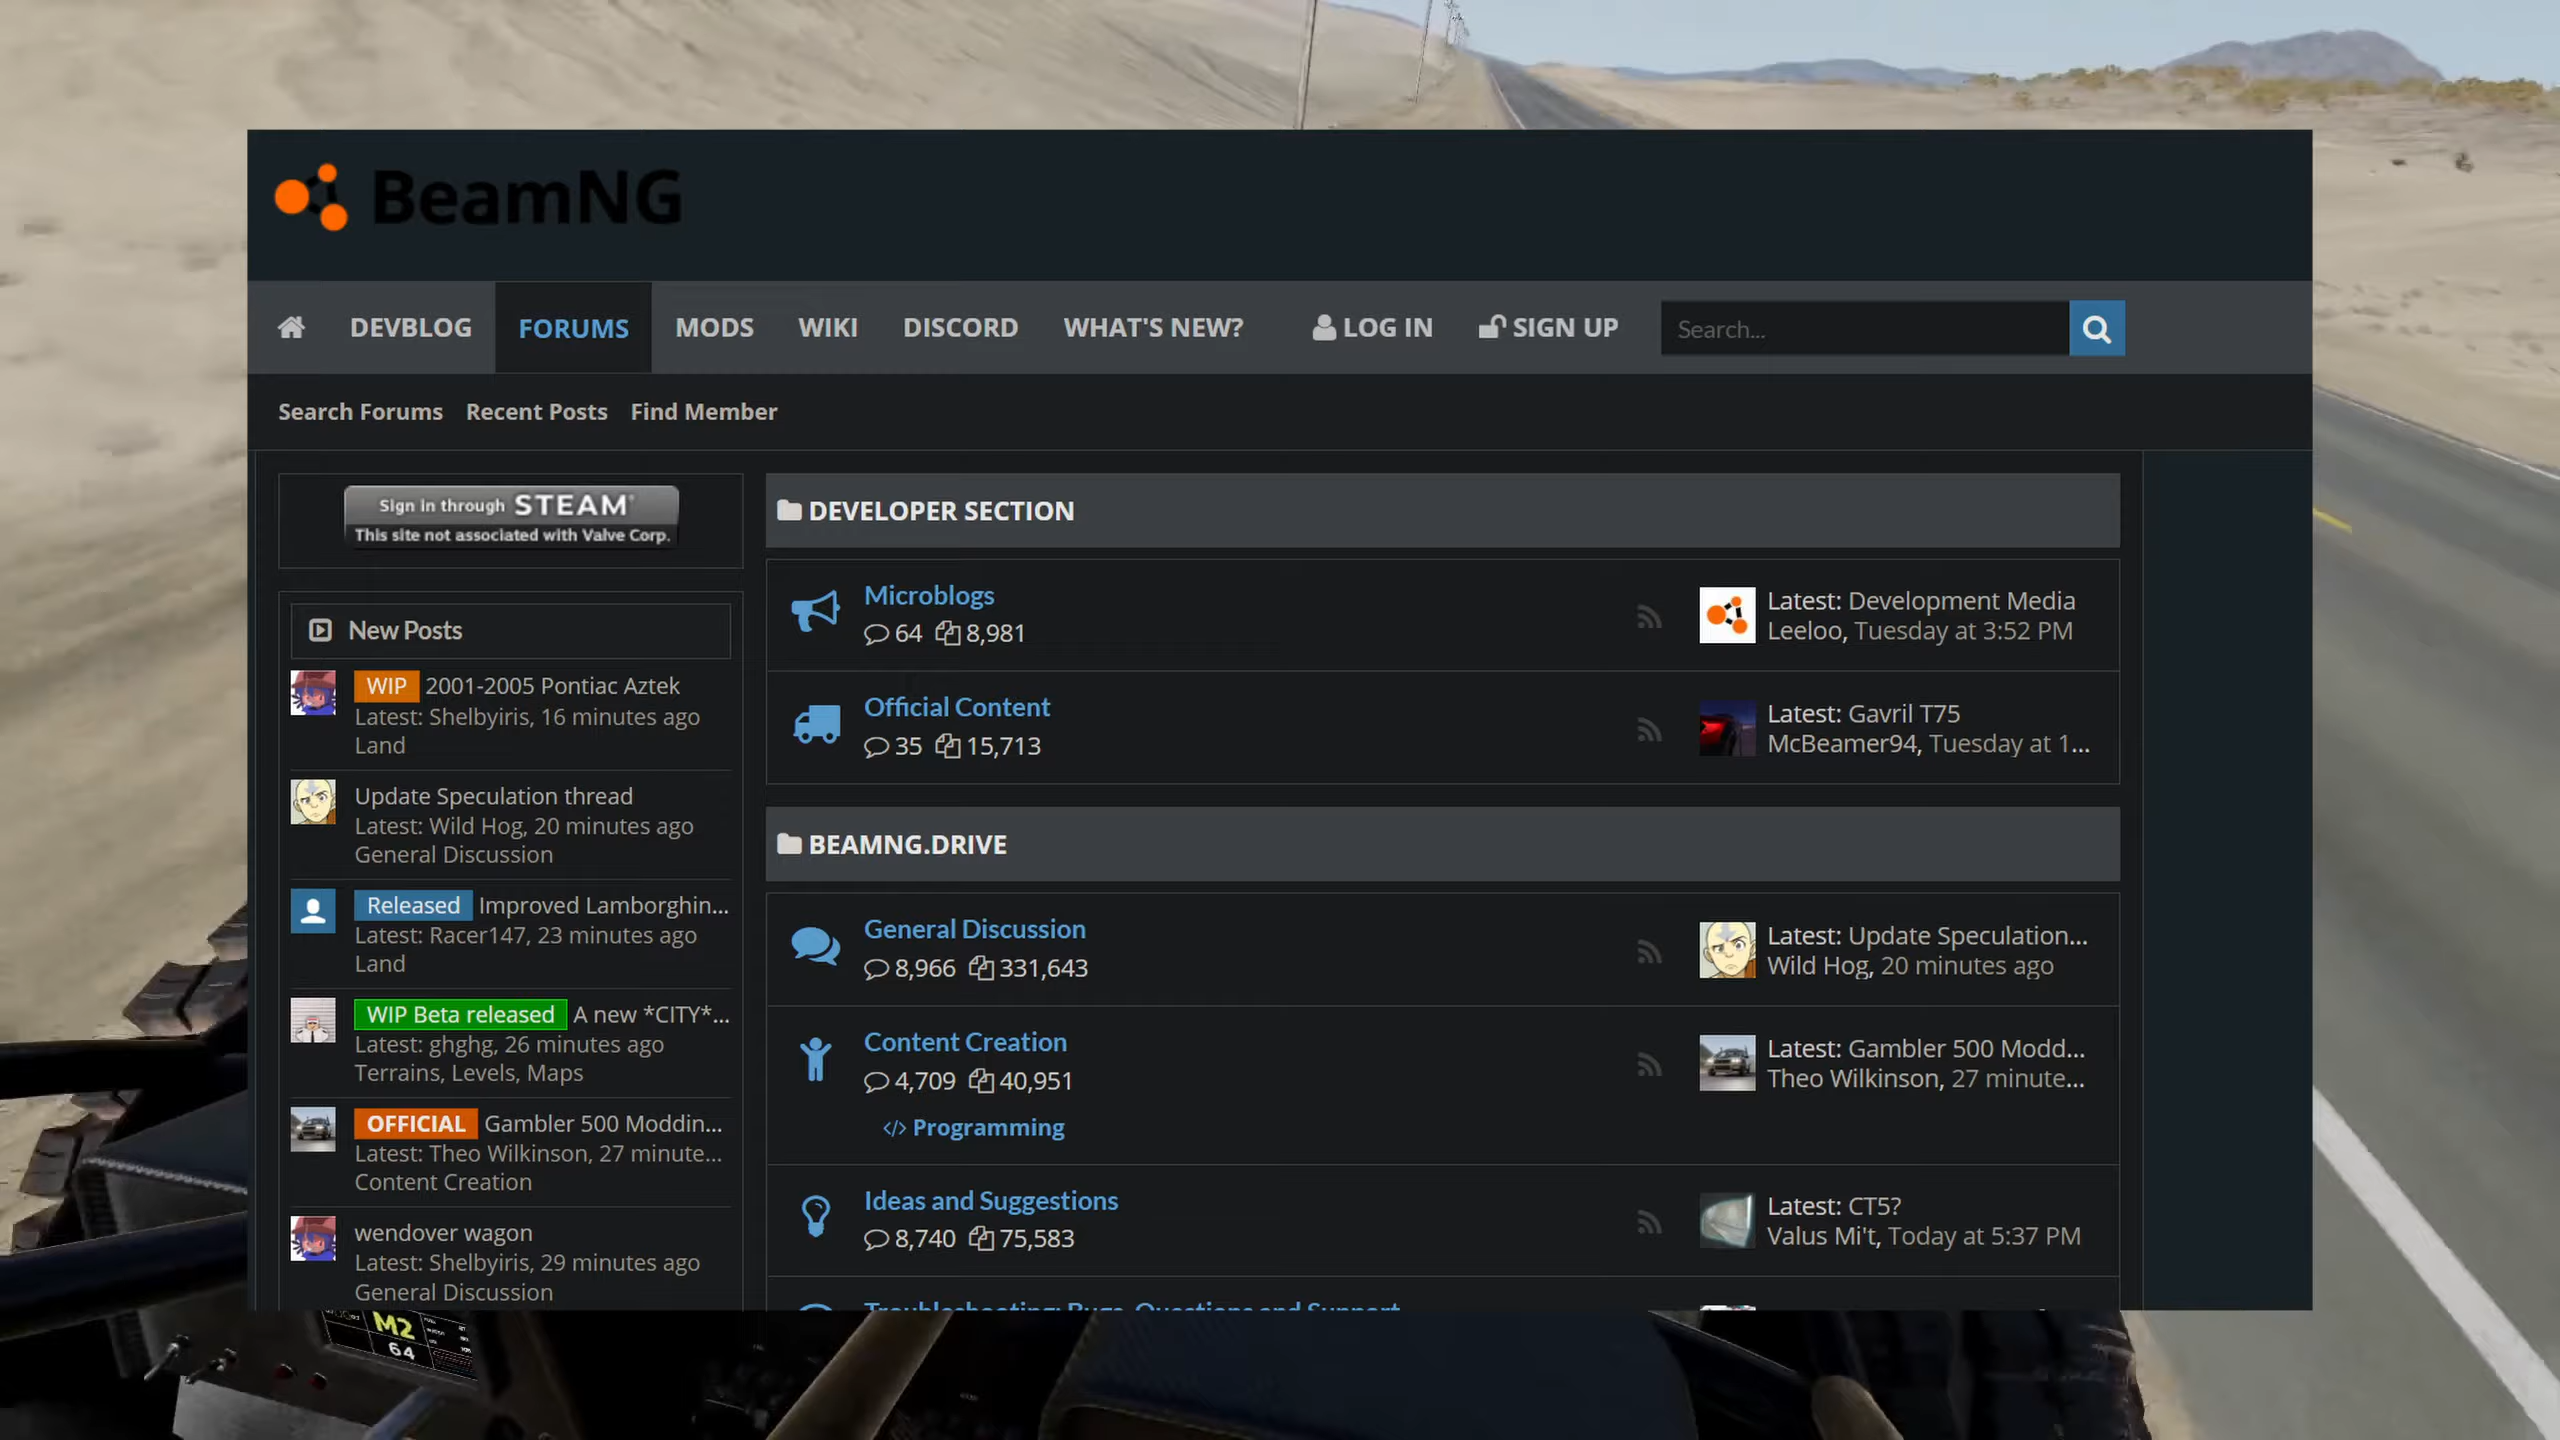 BeamNG
DEVBLOG FORUMS MODS WIKI DISCORD WHAT'S NEW? LOG IN SIGN UP Search...
Search Forums Recent Posts Find Member
Sign in through STEAM®
This site not associated with Valve Corp.
New Posts
WIP 2001-2005 Pontiac Aztek
Latest: Shelbyiris, 16 minutes ago
Land
Update Speculation thread
Latest: Wild Hog, 20 minutes ago
General Discussion
Released Improved Lamborghin...
Latest: Racer147, 23 minutes ago
Land
WIP Beta released A new *CITY*...
Latest: ghghg, 26 minutes ago
Terrains, Levels, Maps
OFFICIAL Gambler 500 Moddin...
Latest: Theo Wilkinson, 27 minute...
Content Creation
wendover wagon
Latest: Shelbyiris, 29 minutes ago
General Discussion
DEVELOPER SECTION
Microblogs
64 8,981
Latest: Development Media
Leeloo, Tuesday at 3:52 PM
Official Content
35 15,713
Latest: Gavril T75
McBeamer94, Tuesday at 1...
BEAMNG.DRIVE
General Discussion
8,966 331,643
Latest: Update Speculation...
Wild Hog, 20 minutes ago
Content Creation
4,709 40,951
Latest: Gambler 500 Modd...
Theo Wilkinson, 27 minute...
</> Programming
Ideas and Suggestions
8,740 75,583
Latest: CT5?
Valus Mi't, Today at 5:37 PM
Troubleshooting: Bugs, Questions and Support
M2
64